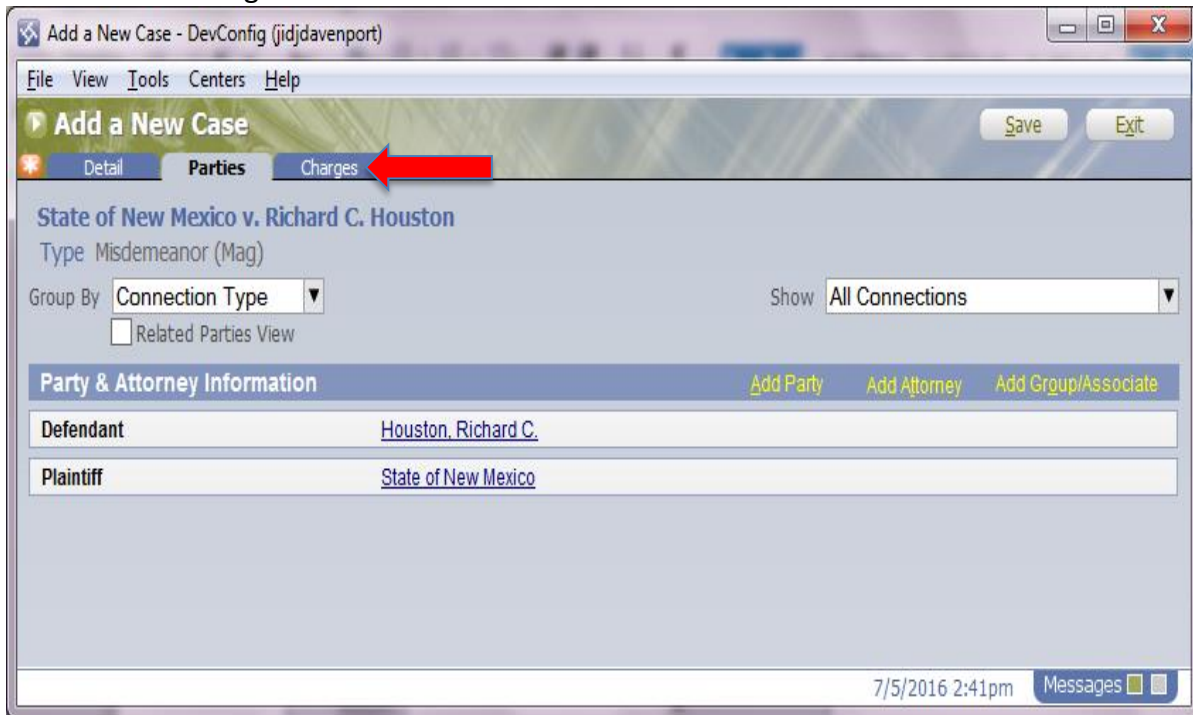 Add a New Case - DevConfig (jidjdavenport)
File View Tools Centers Help
Add a New Case Save Exit
Detail Parties Charges
State of New Mexico v. Richard C. Houston
Type Misdemeanor (Mag)
Group By Connection Type Show All Connections
Related Parties View
Party & Attorney Information Add Party Add Attorney Add Group/Associate
Defendant Houston, Richard C.
Plaintiff State of New Mexico
7/5/2016 2:41pm Messages